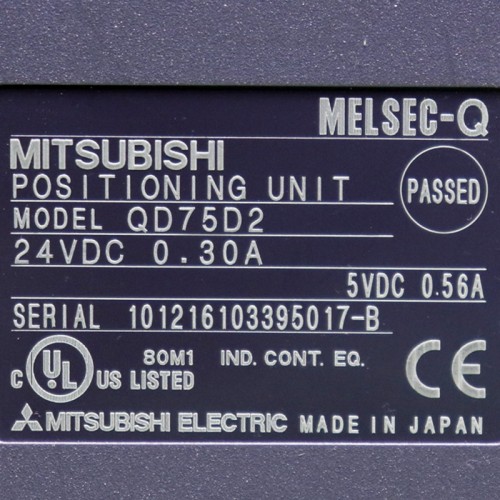 MELSEC-Q
MITSUBISHI
POSITIONING UNIT
PASSED
MODEL QD75D2
24VDC 0.30A
5VDC 0.56A
SERIAL 101216103395017-B
C UL US LISTED
80M1 IND. CONT. EQ.
CE
MITSUBISHI ELECTRIC MADE IN JAPAN